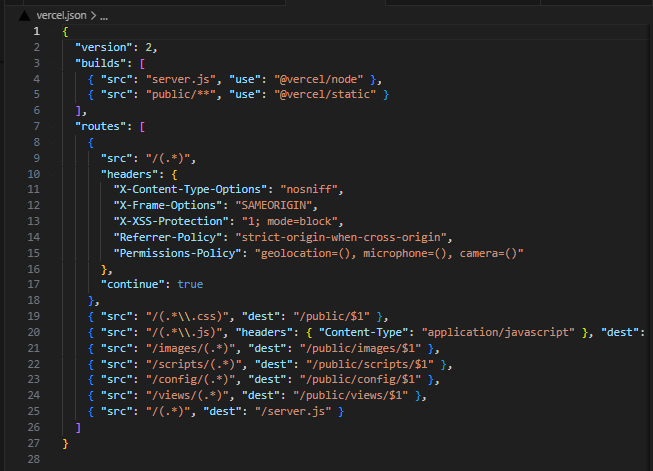 vercel.json > ...
1 {
2 "version": 2,
3 "builds": [
4 { "src": "server.js", "use": "@vercel/node" },
5 { "src": "public/**", "use": "@vercel/static" }
6 ],
7 "routes": [
8 {
9 "src": "/(.*)",
10 "headers": {
11 "X-Content-Type-Options": "nosniff",
12 "X-Frame-Options": "SAMEORIGIN",
13 "X-XSS-Protection": "1; mode=block",
14 "Referrer-Policy": "strict-origin-when-cross-origin",
15 "Permissions-Policy": "geolocation=(), microphone=(), camera=()"
16 },
17 "continue": true
18 },
19 { "src": "/(.*\\.css)", "dest": "/public/$1" },
20 { "src": "/(.*\\.js)", "headers": { "Content-Type": "application/javascript" }, "dest":
21 { "src": "/images/(.*)", "dest": "/public/images/$1" },
22 { "src": "/scripts/(.*)", "dest": "/public/scripts/$1" },
23 { "src": "/config/(.*)", "dest": "/public/config/$1" },
24 { "src": "/views/(.*)", "dest": "/public/views/$1" },
25 { "src": "/(.*)", "dest": "/server.js" }
26 ]
27 }
28